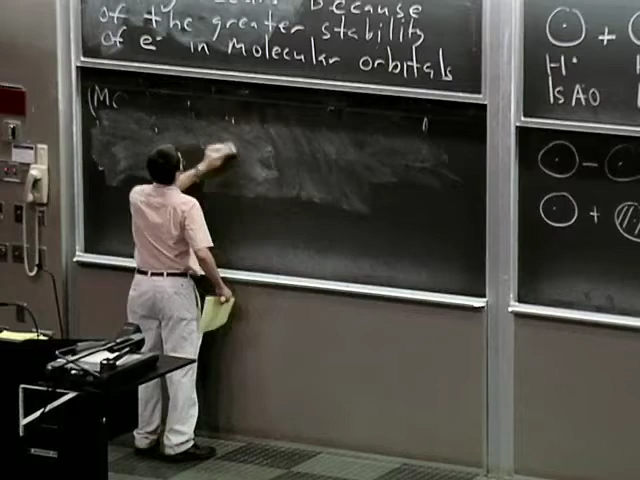 of the greater stability
of e⁻ in molecular orbitals
(MO
+
H·
1s AO
−
+